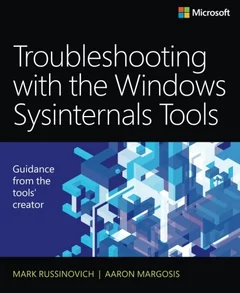 Microsoft
Troubleshooting
with the Windows
Sysinternals Tools
Guidance
from the
tools'
creator
MARK RUSSINOVICH | AARON MARGOSIS